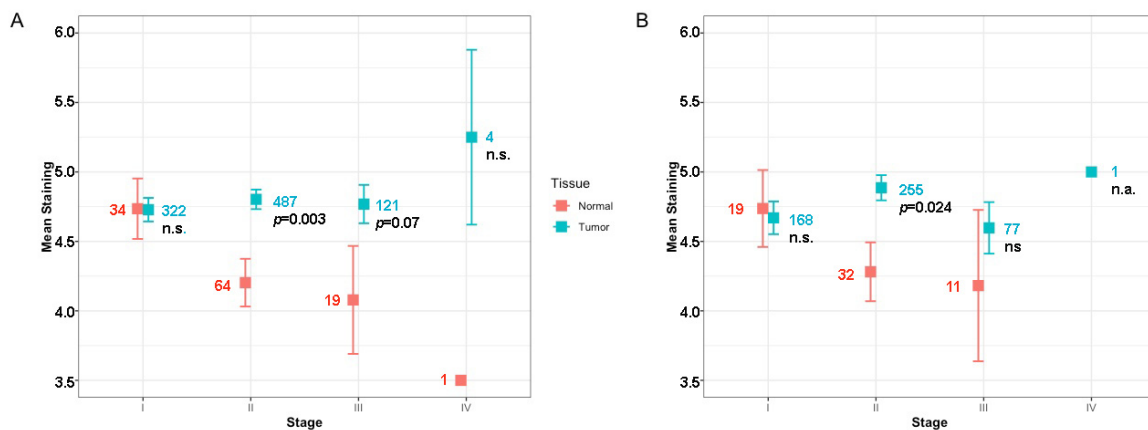 A
Mean Staining
6.0
5.5
5.0
4.5
4.0
3.5
34
322
n.s.
64
487
p=0.003
19
121
p=0.07
1
4
n.s.
I
II
III
IV
Stage
Tissue
Normal
Tumor
B
Mean Staining
6.0
5.5
5.0
4.5
4.0
3.5
19
168
n.s.
32
255
p=0.024
11
77
ns
1
n.a.
I
II
III
IV
Stage